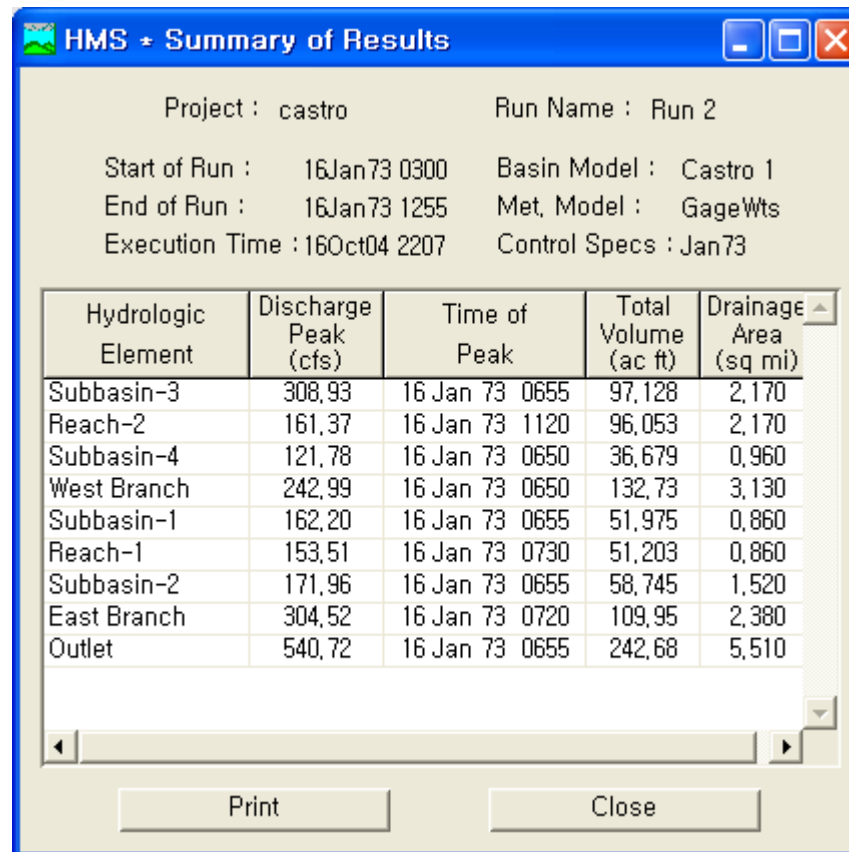 HMS * Summary of Results
Project : castro Run Name : Run 2
Start of Run : 16Jan73 0300 Basin Model : Castro 1
End of Run : 16Jan73 1255 Met, Model : GageWts
Execution Time : 16Oct04 2207 Control Specs : Jan73
Hydrologic Element Discharge Peak (cfs) Time of Peak Total Volume (ac ft) Drainage Area (sq mi)
Subbasin-3 308,93 16 Jan 73 0655 97,128 2,170
Reach-2 161,37 16 Jan 73 1120 96,053 2,170
Subbasin-4 121,78 16 Jan 73 0650 36,679 0,960
West Branch 242,99 16 Jan 73 0650 132,73 3,130
Subbasin-1 162,20 16 Jan 73 0655 51,975 0,860
Reach-1 153,51 16 Jan 73 0730 51,203 0,860
Subbasin-2 171,96 16 Jan 73 0655 58,745 1,520
East Branch 304,52 16 Jan 73 0720 109,95 2,380
Outlet 540,72 16 Jan 73 0655 242,68 5,510
Print Close